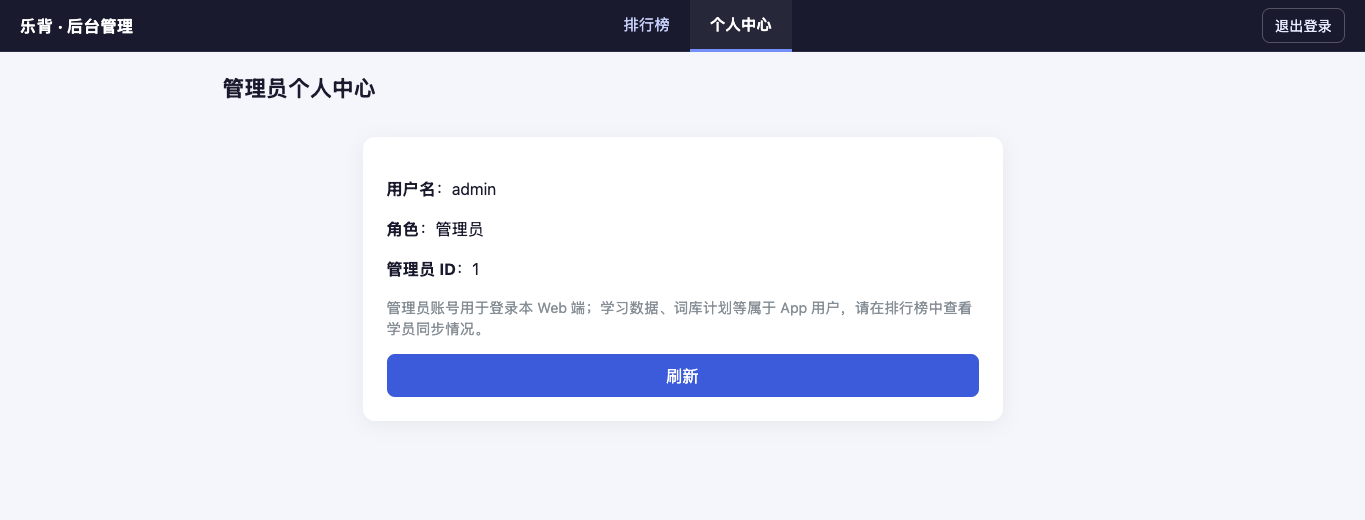 乐背 · 后台管理
排行榜
个人中心
退出登录
管理员个人中心
用户名：admin
角色：管理员
管理员 ID：1
管理员账号用于登录本 Web 端；学习数据、词库计划等属于 App 用户，请在排行榜中查看
学员同步情况。
刷新